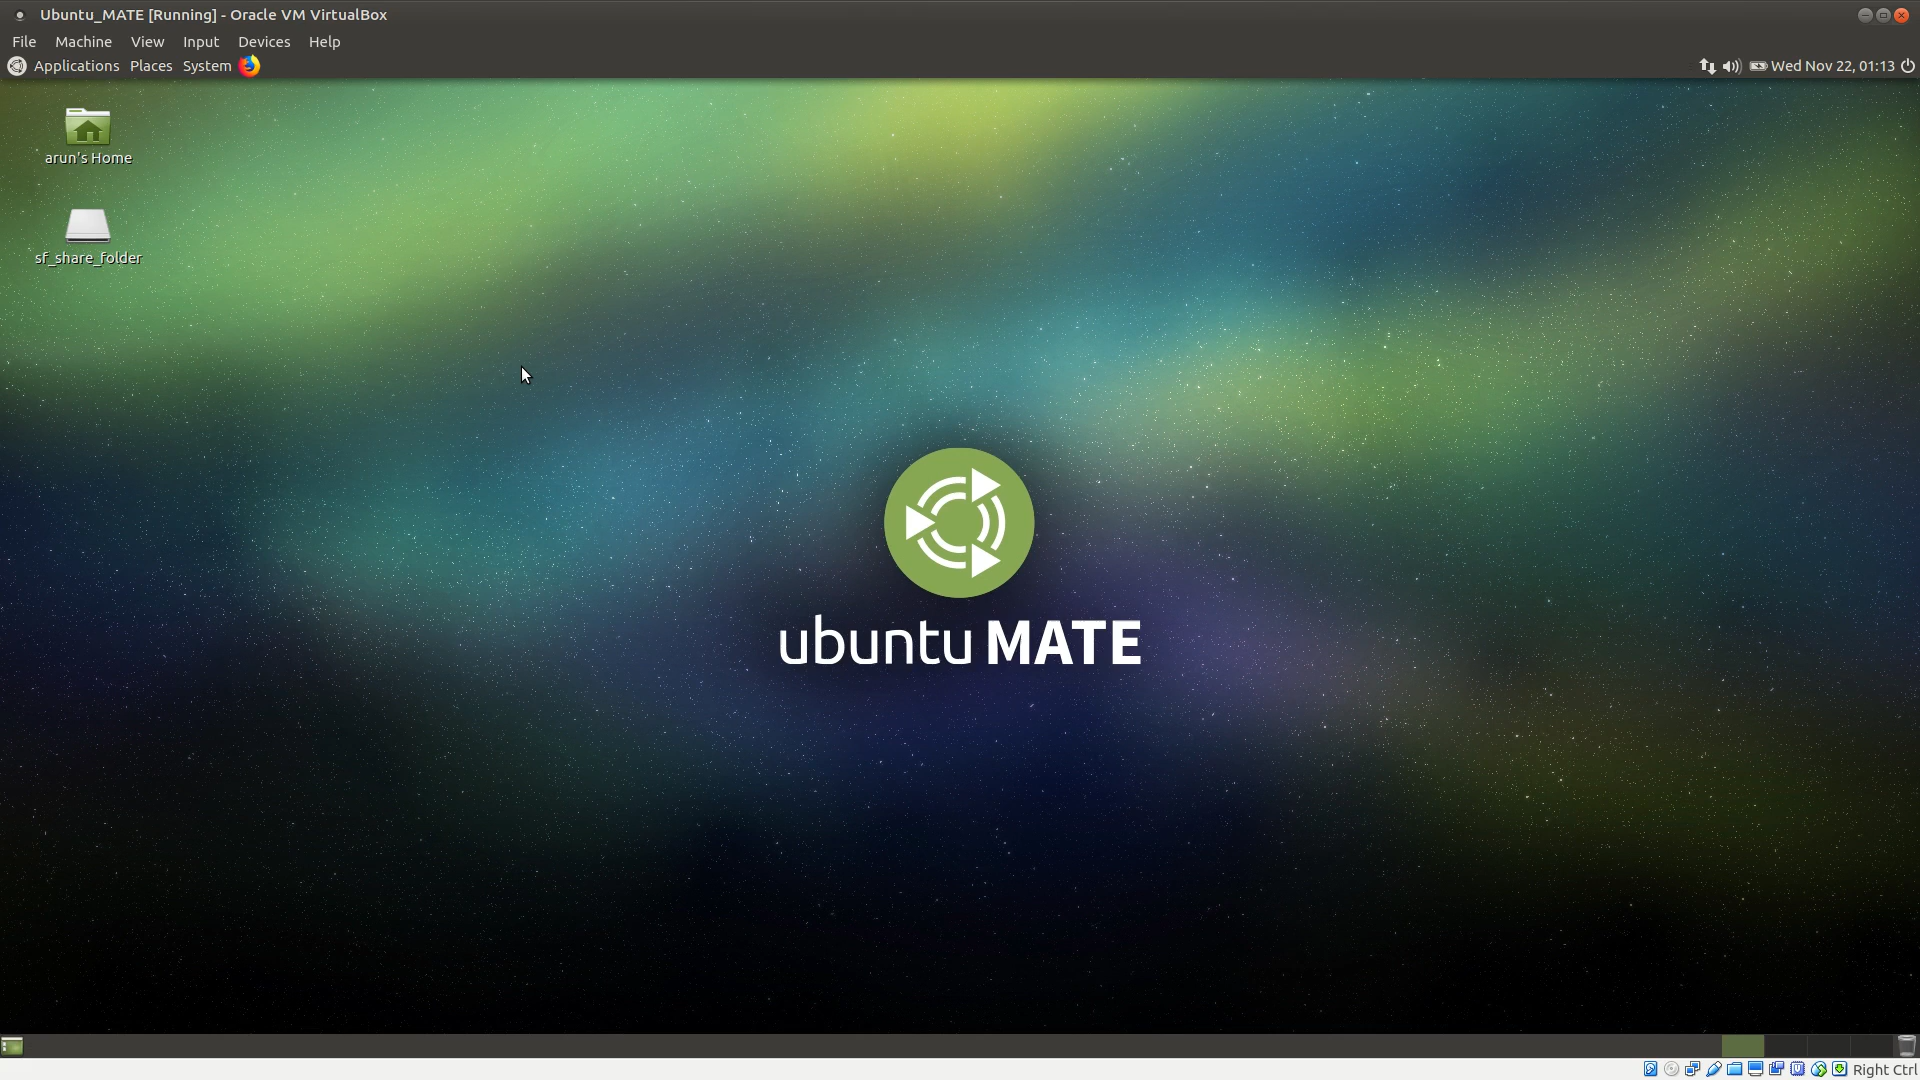 Ubuntu_MATE [Running] - Oracle VM VirtualBox
File Machine View Input Devices Help
Applications Places System Wed Nov 22, 01:13
arun's Home
sf_share_folder
ubuntu MATE
Right Ctrl